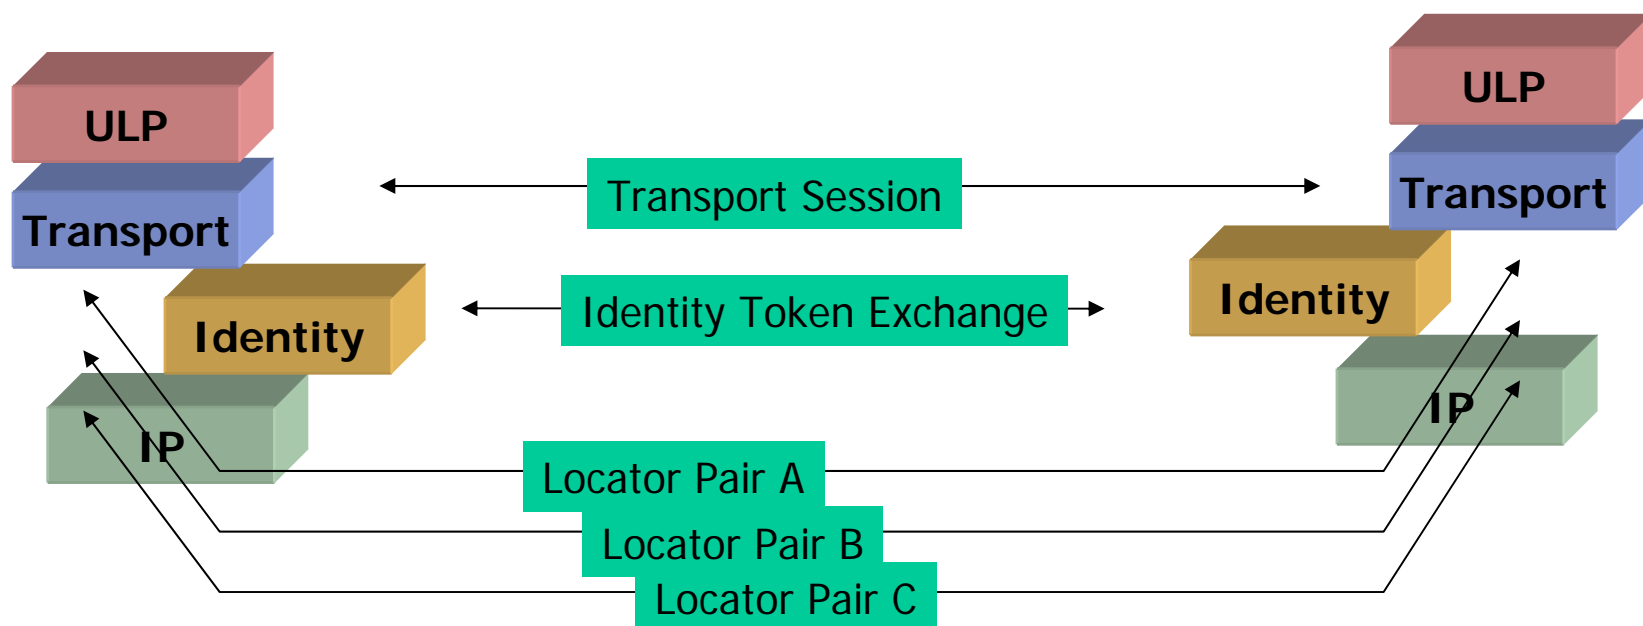 ULP
ULP
Transport
Transport Session
Transport
Identity
Identity Token Exchange
Identity
IP
IP
Locator Pair A
Locator Pair B
Locator Pair C